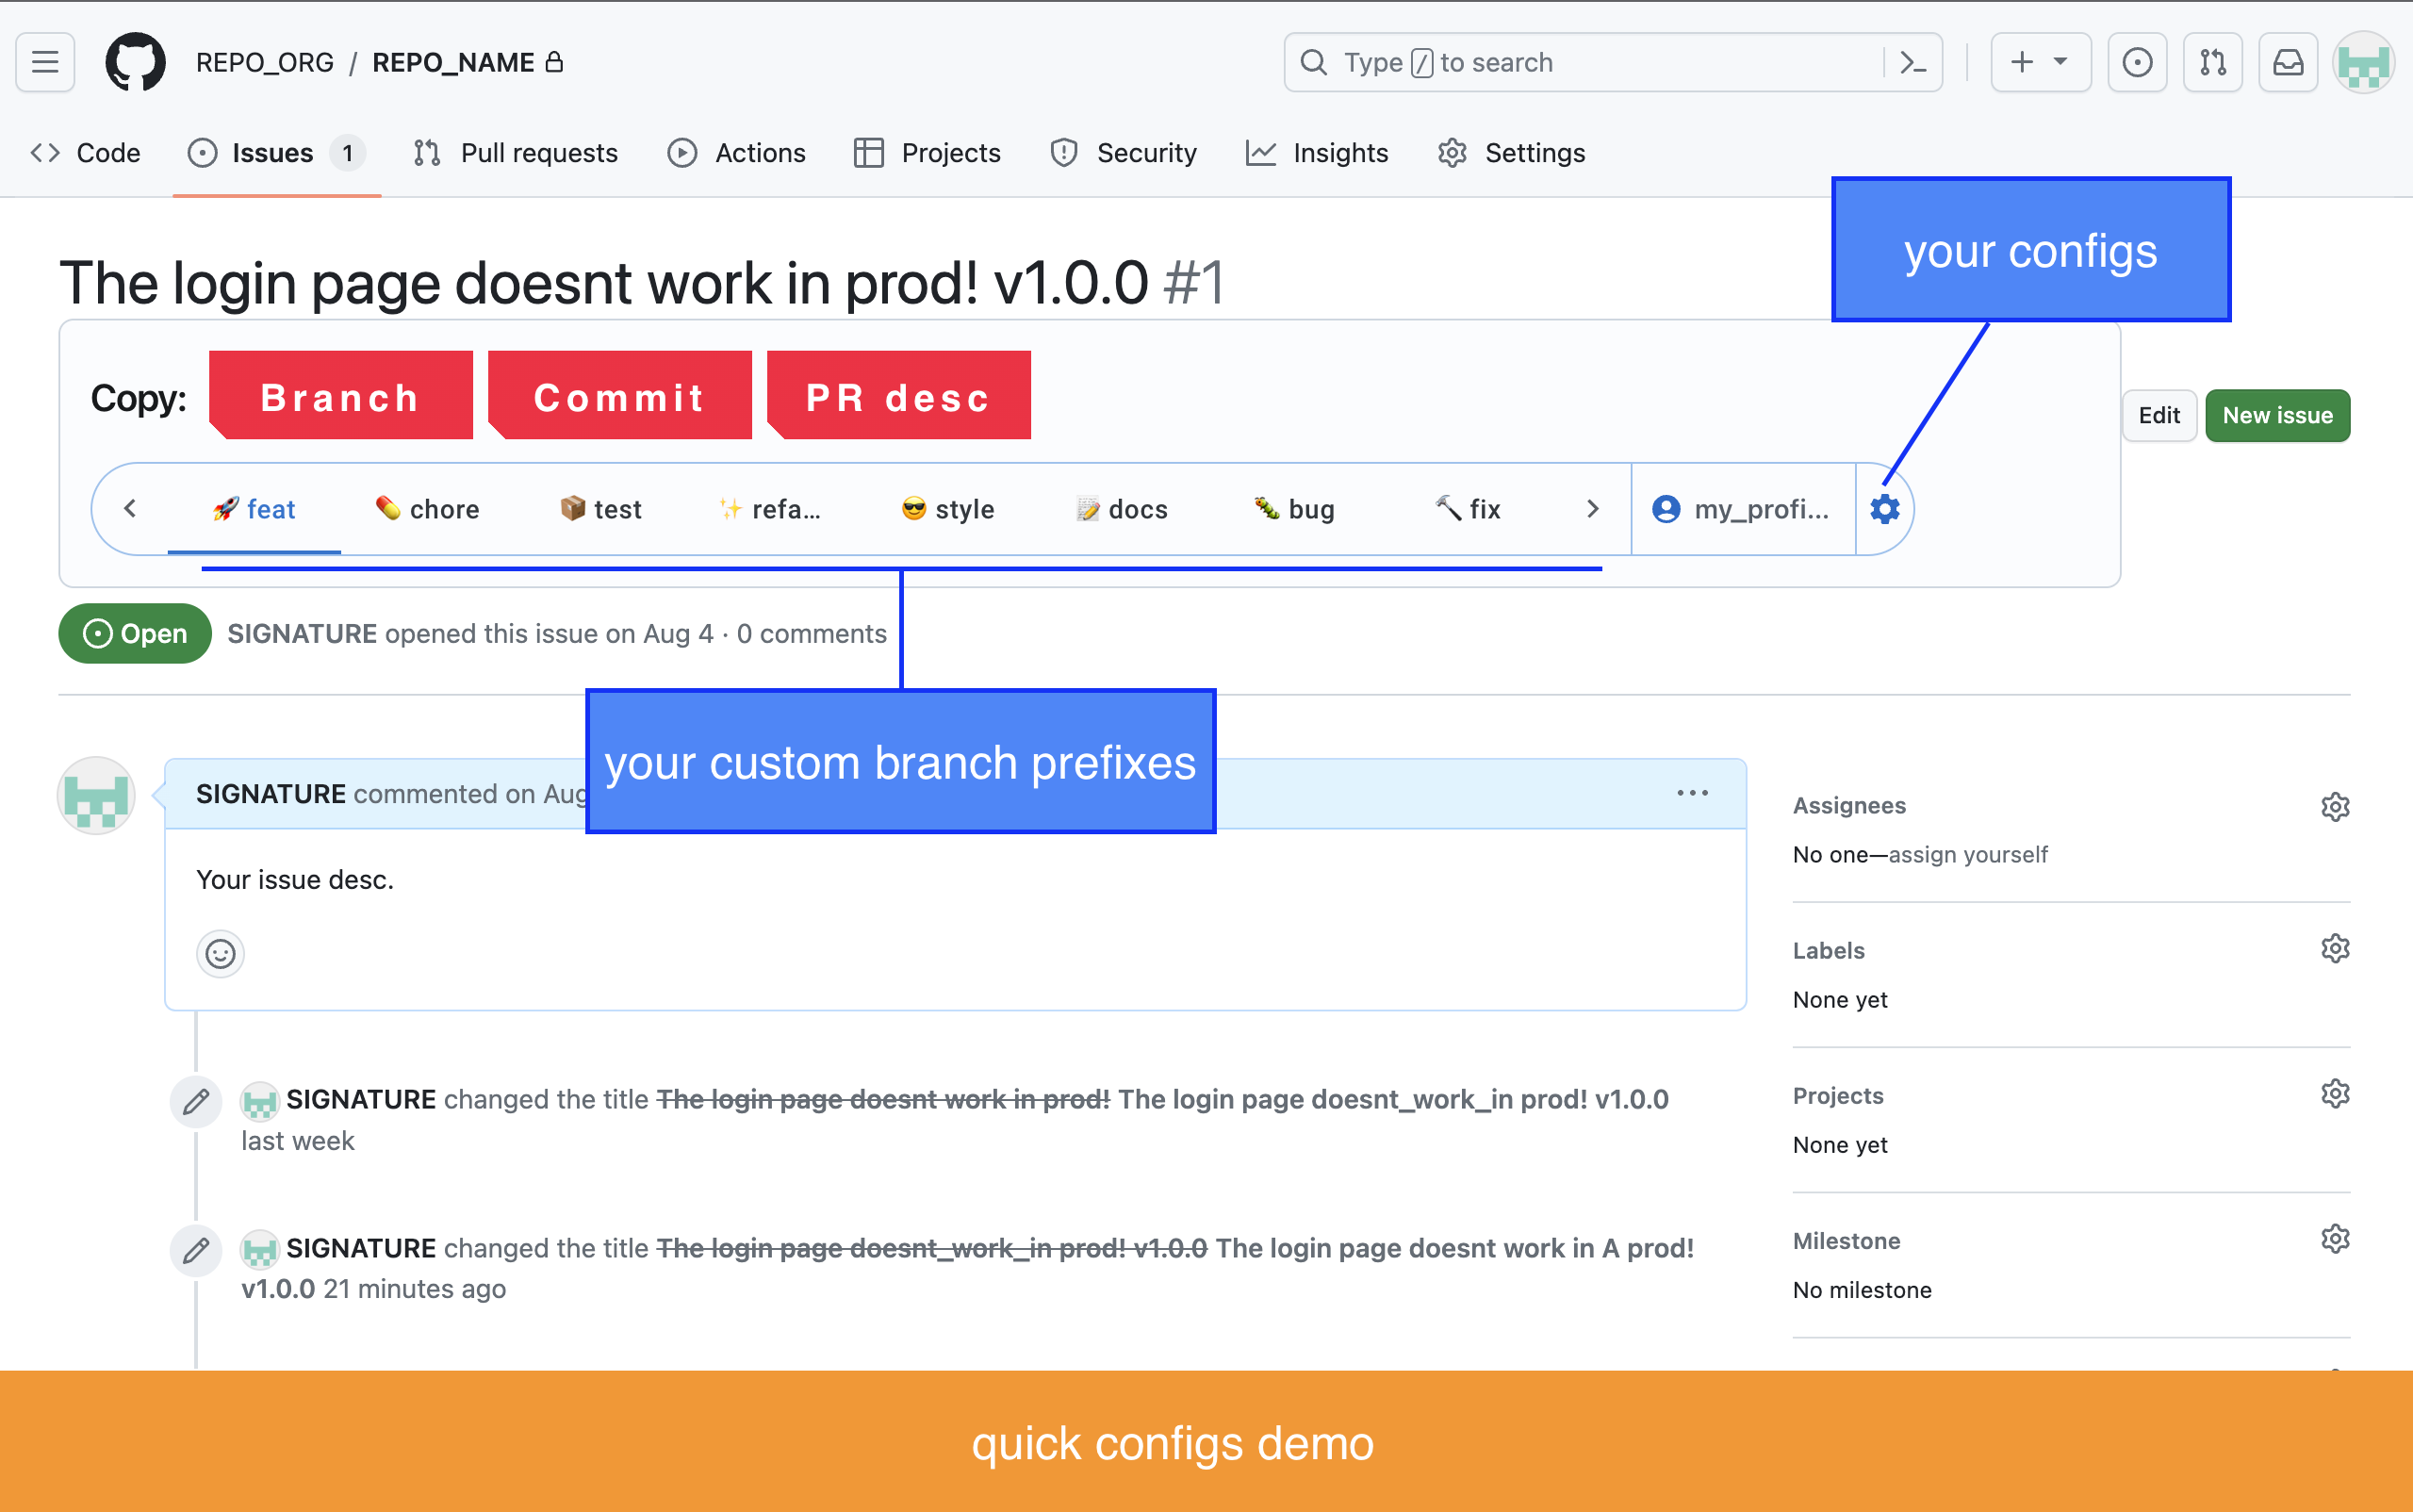 REPO_ORG / REPO_NAME
Type / to search
Code
Issues 1
Pull requests
Actions
Projects
Security
Insights
Settings
your configs
The login page doesnt work in prod! v1.0.0 #1
Copy: Branch Commit PR desc
Edit
New issue
feat chore test refa... style docs bug fix my_profi...
Open SIGNATURE opened this issue on Aug 4 · 0 comments
your custom branch prefixes
SIGNATURE commented on Aug
Your issue desc.
Assignees
No one—assign yourself
Labels
None yet
SIGNATURE changed the title The login page doesnt work in prod! The login page doesnt_work_in prod! v1.0.0
last week
Projects
None yet
SIGNATURE changed the title The login page doesnt_work_in prod! v1.0.0 The login page doesnt work in A prod!
v1.0.0 21 minutes ago
Milestone
No milestone
quick configs demo